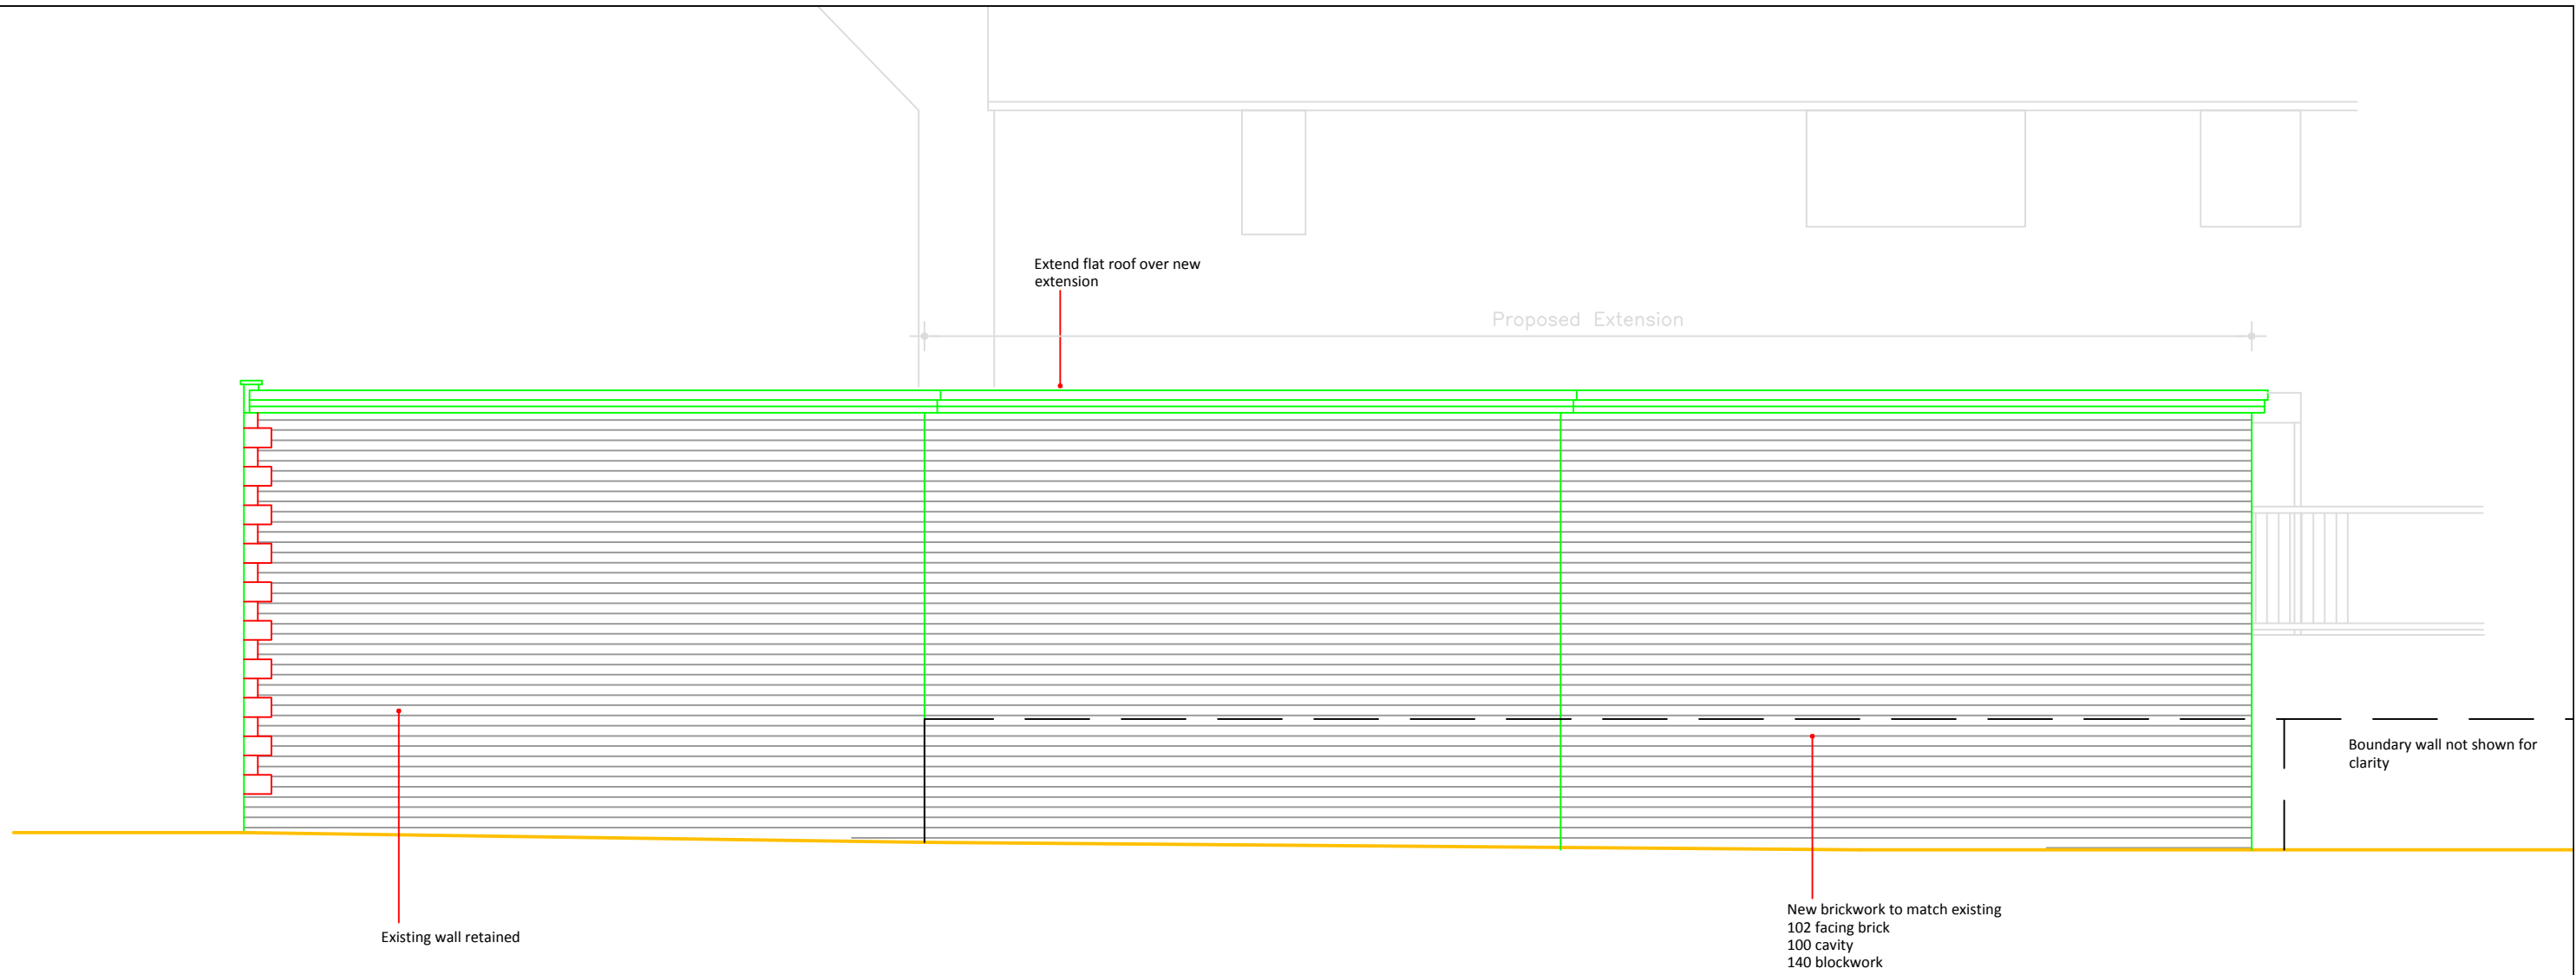 Extend flat roof over new
extension
Proposed Extension
Boundary wall not shown for
clarity
Existing wall retained
New brickwork to match existing
102 facing brick
100 cavity
140 blockwork